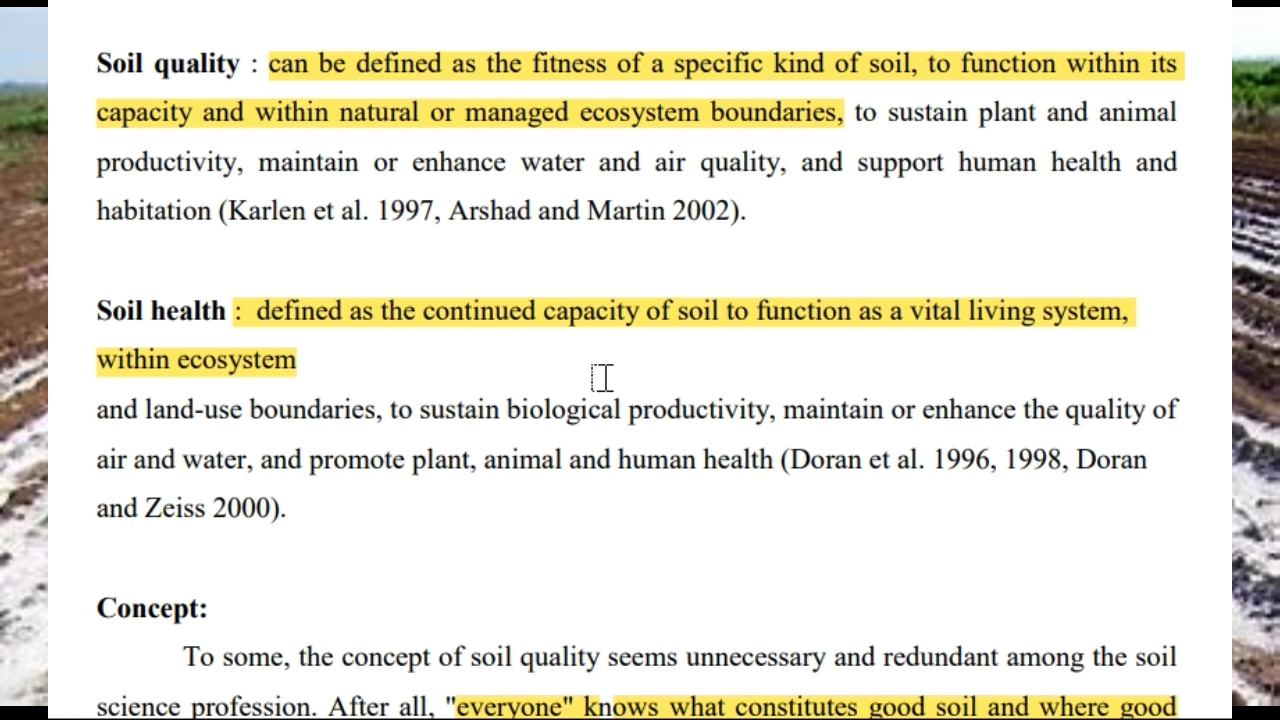 Soil quality : can be defined as the fitness of a specific kind of soil, to function within its
capacity and within natural or managed ecosystem boundaries, to sustain plant and animal
productivity, maintain or enhance water and air quality, and support human health and
habitation (Karlen et al. 1997, Arshad and Martin 2002).
Soil health : defined as the continued capacity of soil to function as a vital living system,
within ecosystem
and land-use boundaries, to sustain biological productivity, maintain or enhance the quality of
air and water, and promote plant, animal and human health (Doran et al. 1996, 1998, Doran
and Zeiss 2000).
Concept:
To some, the concept of soil quality seems unnecessary and redundant among the soil
science profession. After all, "everyone" knows what constitutes good soil and where good